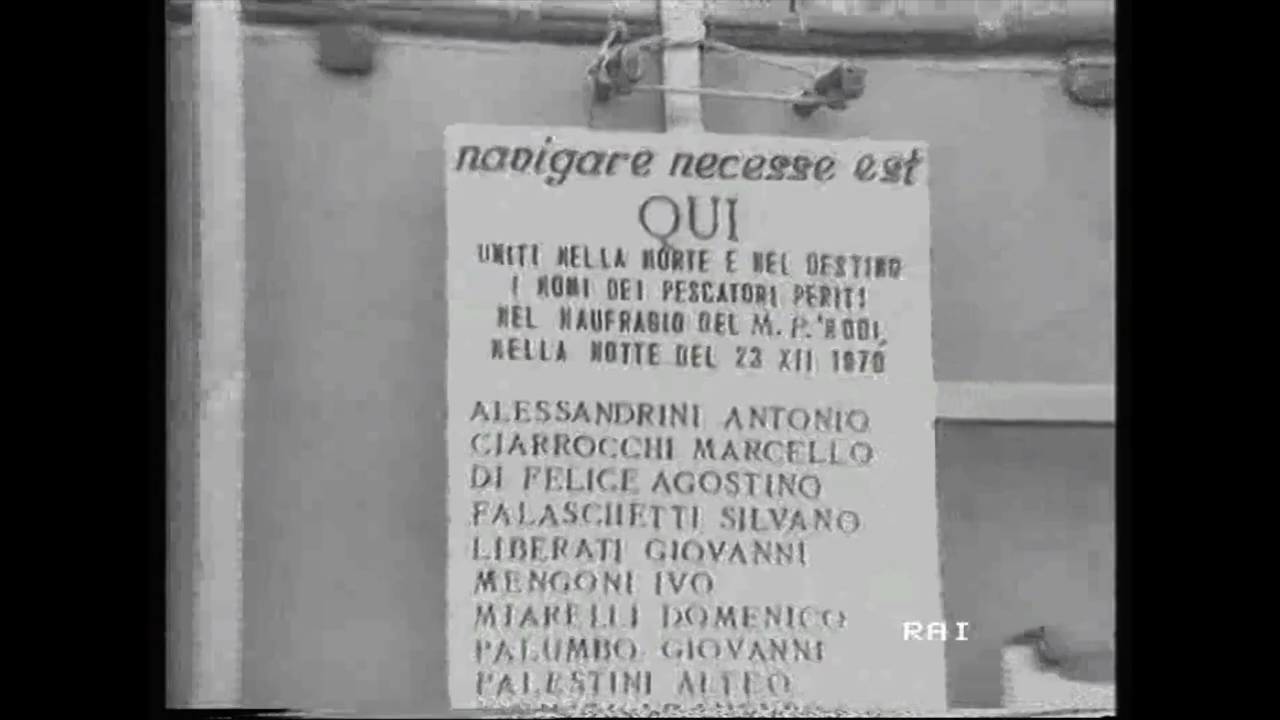 navigare necesse est
QUI
UNITI NELLA MORTE E NEL DESTINO
I NOMI DEI PESCATORI PERITI
NEL NAUFRAGIO DEL M. P. "RODI"
NELLA NOTTE DEL 23 XII 1970
ALESSANDRINI ANTONIO
CIARROCCHI MARCELLO
DI FELICE AGOSTINO
FALASCHETTI SILVANO
LIBERATI GIOVANNI
MENGONI IVO
MIARELLI DOMENICO
PALUMBO GIOVANNI
PALESTINI ALTEO
RAI